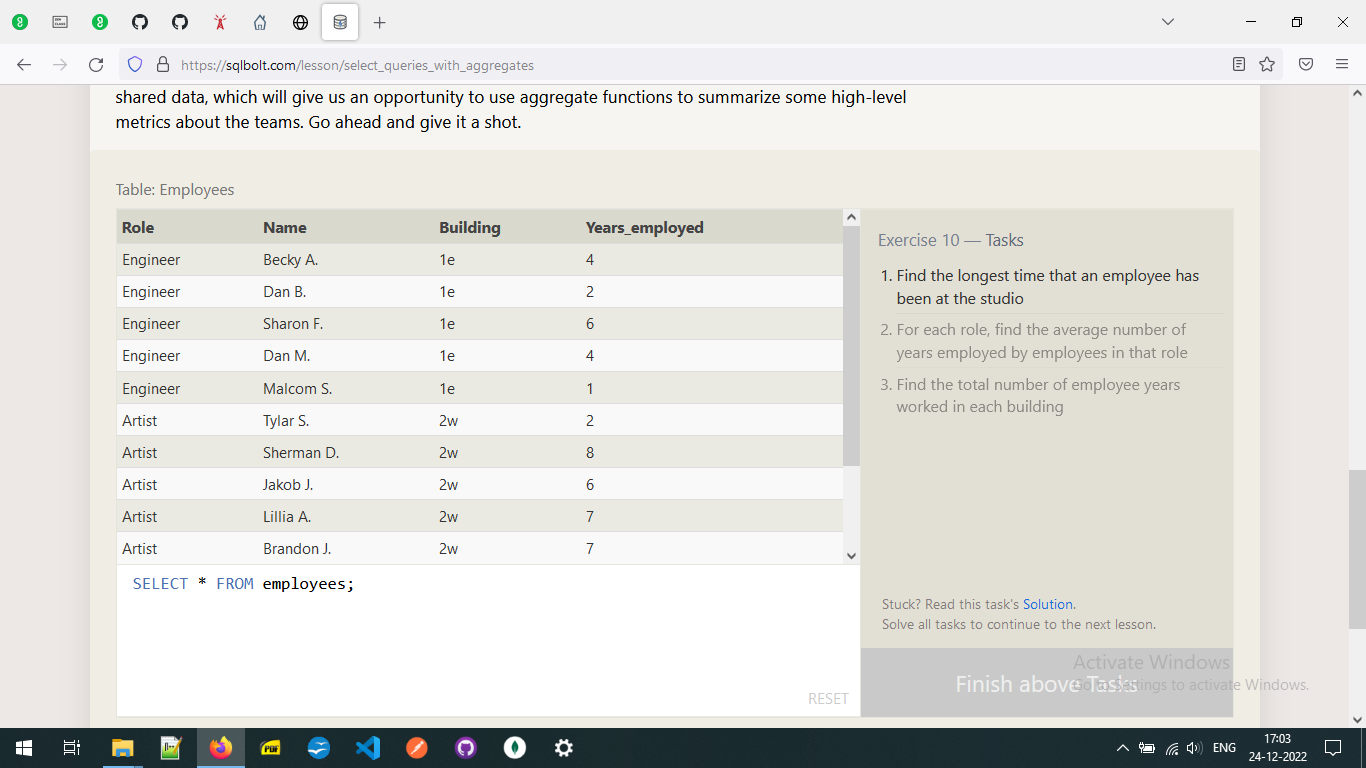 https://sqlbolt.com/lesson/select_queries_with_aggregates
shared data, which will give us an opportunity to use aggregate functions to summarize some high-level
metrics about the teams. Go ahead and give it a shot.
Table: Employees
Role Name Building Years_employed
Engineer Becky A. 1e 4
Engineer Dan B. 1e 2
Engineer Sharon F. 1e 6
Engineer Dan M. 1e 4
Engineer Malcom S. 1e 1
Artist Tylar S. 2w 2
Artist Sherman D. 2w 8
Artist Jakob J. 2w 6
Artist Lillia A. 2w 7
Artist Brandon J. 2w 7
SELECT * FROM employees;
RESET
Exercise 10 — Tasks
1. Find the longest time that an employee has
been at the studio
2. For each role, find the average number of
years employed by employees in that role
3. Find the total number of employee years
worked in each building
Stuck? Read this task's Solution.
Solve all tasks to continue to the next lesson.
Finish above Tasks
Activate Windows
Go to Settings to activate Windows.
PDF
ENG
17:03
24-12-2022